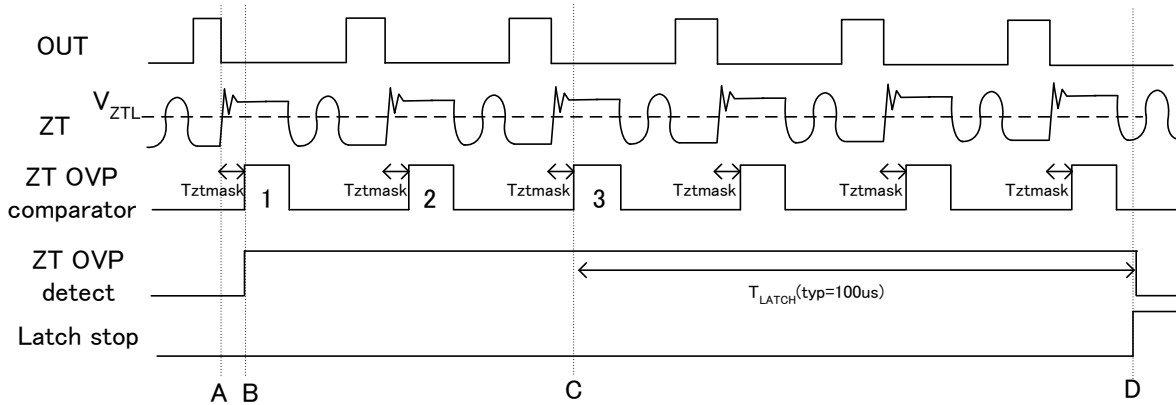 OUT
VZTL
ZT
ZT OVP
comparator
Tztmask
1
Tztmask
2
Tztmask
3
Tztmask
Tztmask
Tztmask
ZT OVP
detect
TLATCH(typ=100us)
Latch stop
A B C D